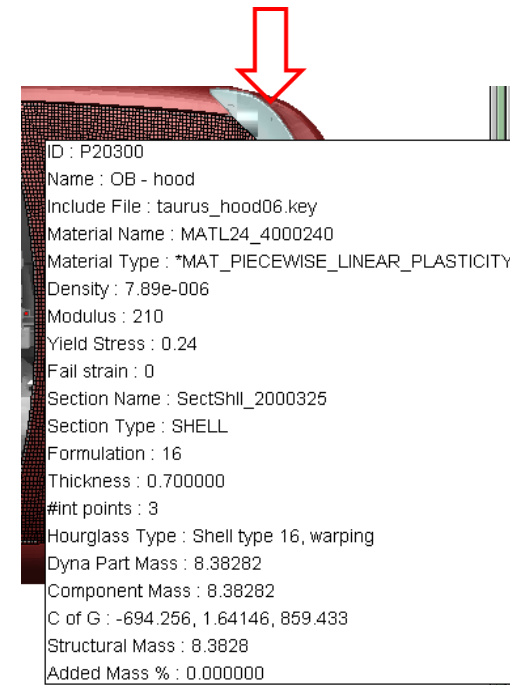 ID : P20300
Name : OB - hood
Include File : taurus_hood06.key
Material Name : MATL24_4000240
Material Type : *MAT_PIECEWISE_LINEAR_PLASTICITY
Density : 7.89e-006
Modulus : 210
Yield Stress : 0.24
Fail strain : 0
Section Name : SectShll_2000325
Section Type : SHELL
Formulation : 16
Thickness : 0.700000
#int points : 3
Hourglass Type : Shell type 16, warping
Dyna Part Mass : 8.38282
Component Mass : 8.38282
C of G : -694.256, 1.64146, 859.433
Structural Mass : 8.3828
Added Mass % : 0.000000